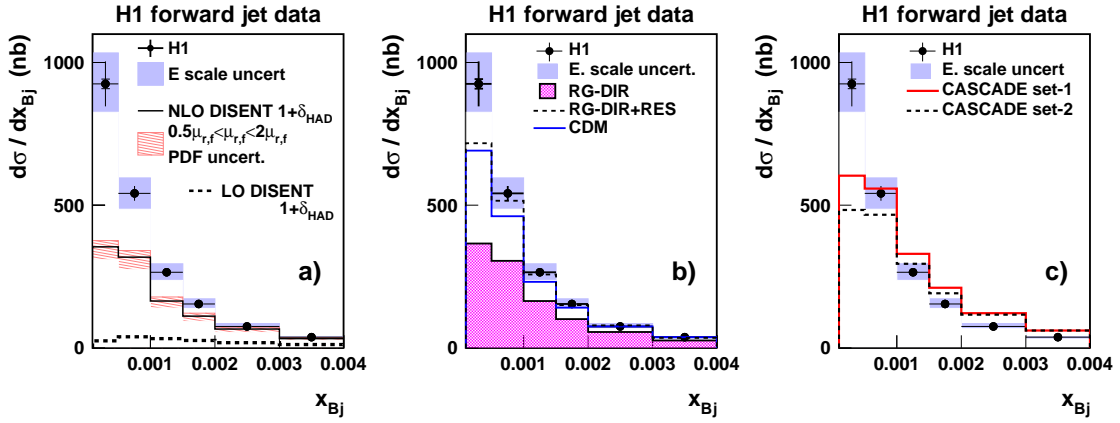 H1 forward jet data
dσ / dx_Bj (nb)
1000
500
0
H1
E scale uncert
NLO DISENT 1+δ_HAD
0.5μ_r,f<μ_r,f<2μ_r,f
PDF uncert.
LO DISENT
1+δ_HAD
a)
0.001 0.002 0.003 0.004
x_Bj
H1 forward jet data
dσ / dx_Bj (nb)
1000
500
0
H1
E. scale uncert.
RG-DIR
RG-DIR+RES
CDM
b)
0.001 0.002 0.003 0.004
x_Bj
H1 forward jet data
dσ / dx_Bj (nb)
1000
500
0
H1
E. scale uncert
CASCADE set-1
CASCADE set-2
c)
0.001 0.002 0.003 0.004
x_Bj